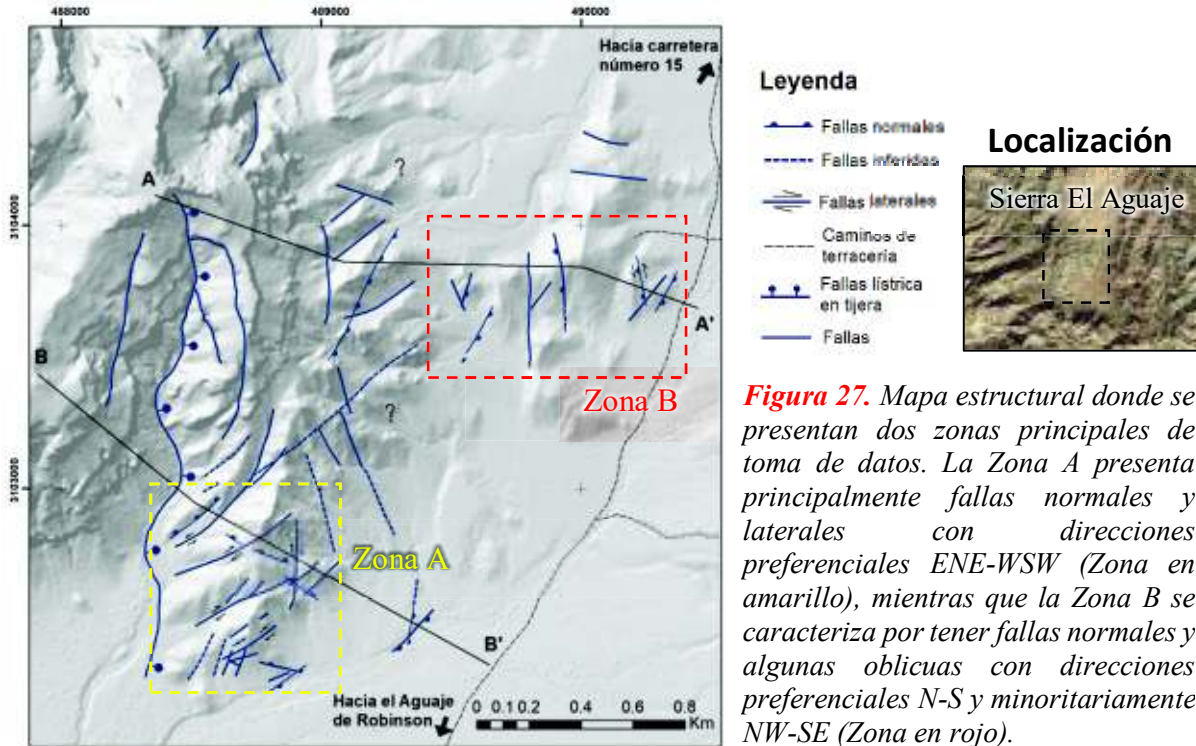 488000
489000
490000
Hacia carretera
número 15
3104000
3103000
A
A'
B
B'
?
?
Zona B
Zona A
Hacia el Aguaje
de Robinson
0 0.1 0.2 0.4 0.6 0.8
Km
Leyenda
Fallas normales
Fallas inferidas
Fallas laterales
Caminos de
terracería
Fallas lístrica
en tijera
Fallas
Localización
Sierra El Aguaje
Figura 27. Mapa estructural donde se
presentan dos zonas principales de
toma de datos. La Zona A presenta
principalmente fallas normales y
laterales con direcciones
preferenciales ENE-WSW (Zona en
amarillo), mientras que la Zona B se
caracteriza por tener fallas normales y
algunas oblicuas con direcciones
preferenciales N-S y minoritariamente
NW-SE (Zona en rojo).